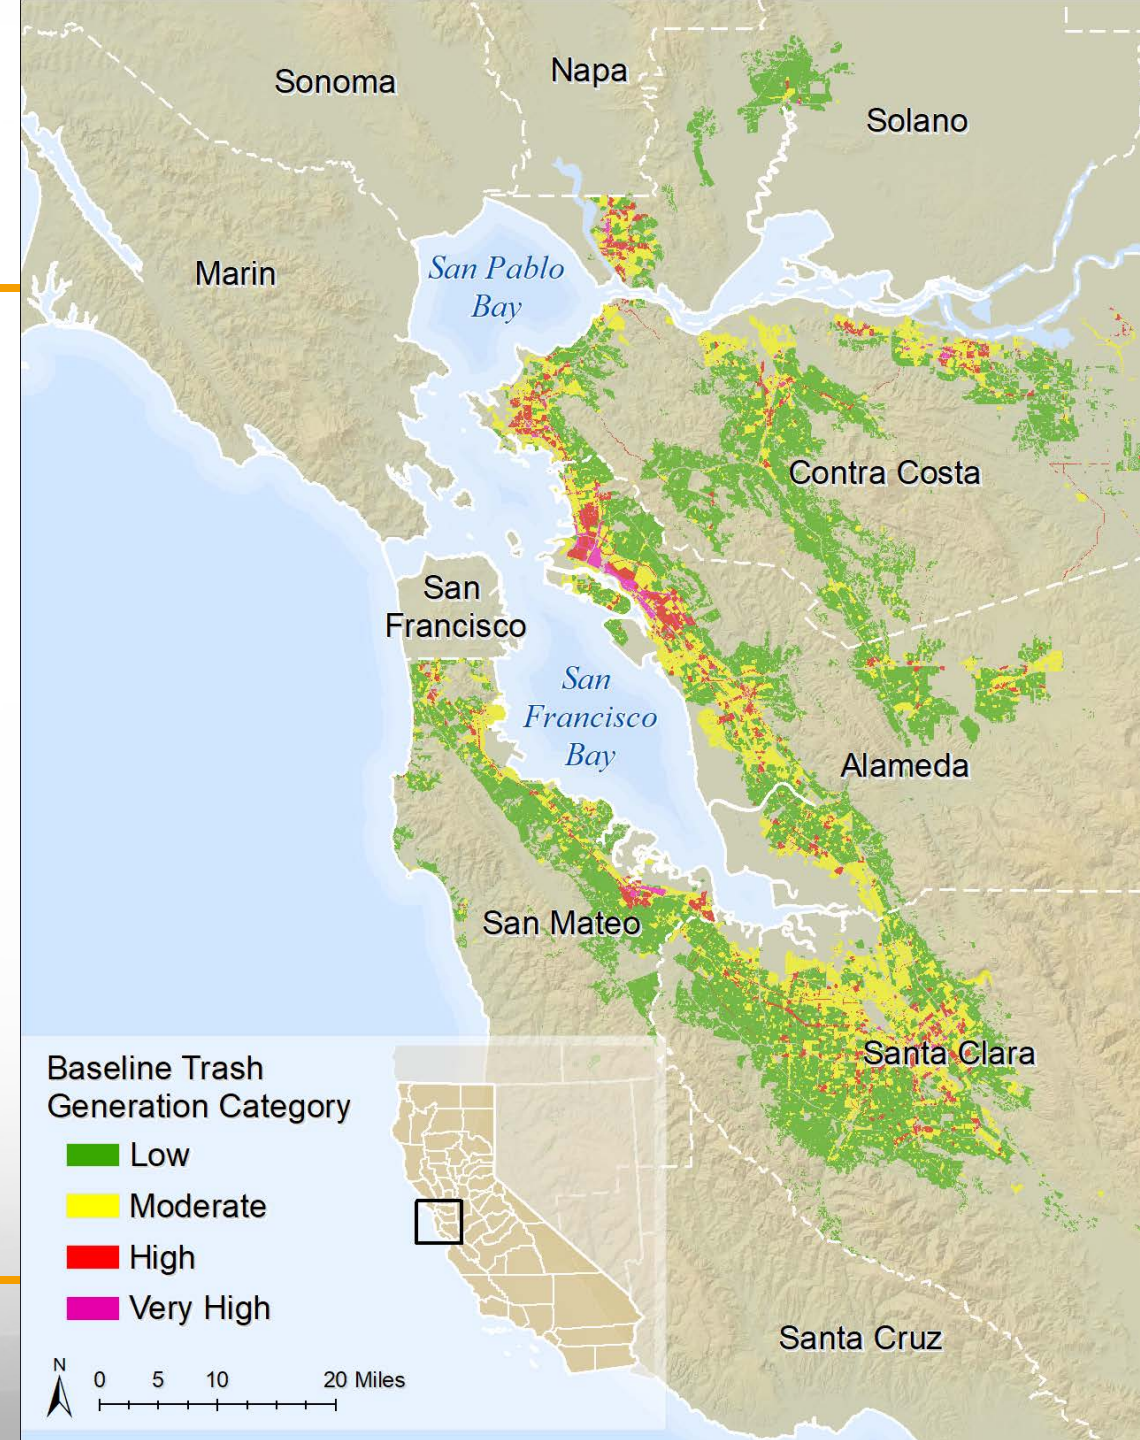 Sonoma
Napa
Solano
Marin
San Pablo
Bay
Contra Costa
San
Francisco
San
Francisco
Bay
Alameda
San Mateo
Santa Clara
Santa Cruz
Baseline Trash
Generation Category
Low
Moderate
High
Very High
N
0 5 10 20 Miles